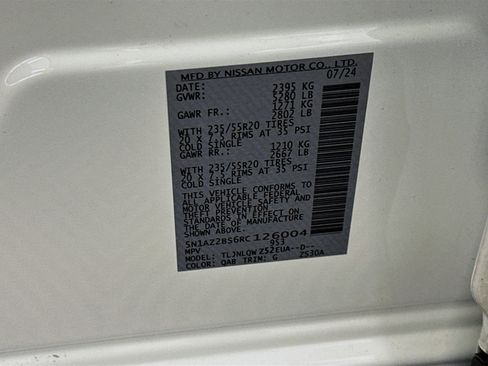 MFD BY NISSAN MOTOR CO., LTD.
DATE: 07/24
GVWR: 2395 KG
5280 LB
GAWR FR.: 1271 KG
2802 LB
WITH 235/55R20 TIRES
20 X 7.5 RIMS AT 35 PSI
COLD SINGLE
GAWR RR.: 1210 KG
2667 LB
WITH 235/55R20 TIRES
20 X 7.5 RIMS AT 35 PSI
COLD SINGLE
THIS VEHICLE CONFORMS TO
ALL APPLICABLE FEDERAL
MOTOR VEHICLE SAFETY AND
THEFT PREVENTION
STANDARDS IN EFFECT ON
THE DATE OF MANUFACTURE
SHOWN ABOVE.
5N1AZ2BS6RC126004
MPV 9S3
MODEL: TLJNLQW Z52EUA--D--
COLOR: QAB TRIM: G ZS30A